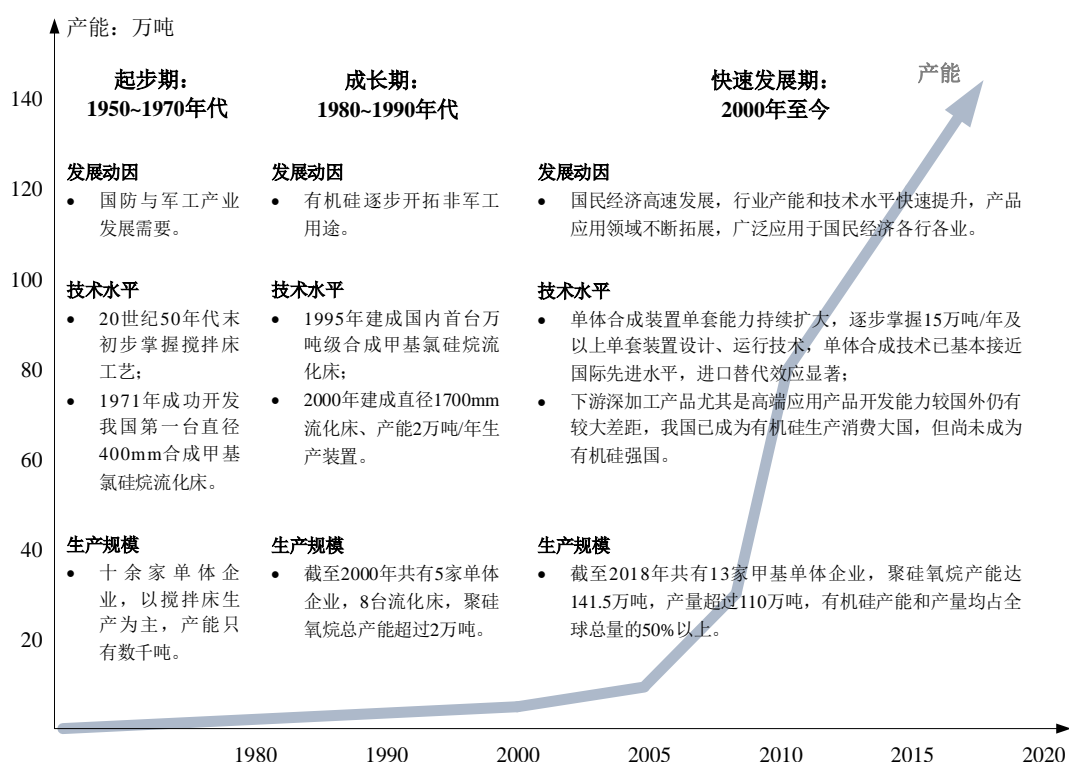 产能：万吨
产能
140
120
100
80
60
40
20
起步期：
1950~1970年代
发展动因
• 国防与军工产业
发展需要。
技术水平
• 20世纪50年代末
初步掌握搅拌床
工艺；
• 1971年成功开发
我国第一台直径
400mm合成甲基
氯硅烷流化床。
生产规模
• 十余家单体企
业，以搅拌床生
产为主，产能只
有数千吨。
成长期：
1980~1990年代
发展动因
• 有机硅逐步开拓非军工
用途。
技术水平
• 1995年建成国内首台万
吨级合成甲基氯硅烷流
化床；
• 2000年建成直径1700mm
流化床、产能2万吨/年生
产装置。
生产规模
• 截至2000年共有5家单体
企业，8台流化床，聚硅
氧烷总产能超过2万吨。
快速发展期：
2000年至今
发展动因
• 国民经济高速发展，行业产能和技术水平快速提升，产品
应用领域不断拓展，广泛应用于国民经济各行各业。
技术水平
• 单体合成装置单套能力持续扩大，逐步掌握15万吨/年及
以上单套装置设计、运行技术，单体合成技术已基本接近
国际先进水平，进口替代效应显著；
• 下游深加工产品尤其是高端应用产品开发能力较国外仍有
较大差距，我国已成为有机硅生产消费大国，但尚未成为
有机硅强国。
生产规模
• 截至2018年共有13家甲基单体企业，聚硅氧烷产能达
141.5万吨，产量超过110万吨，有机硅产能和产量均占全
球总量的50%以上。
1980 1990 2000 2005 2010 2015 2020